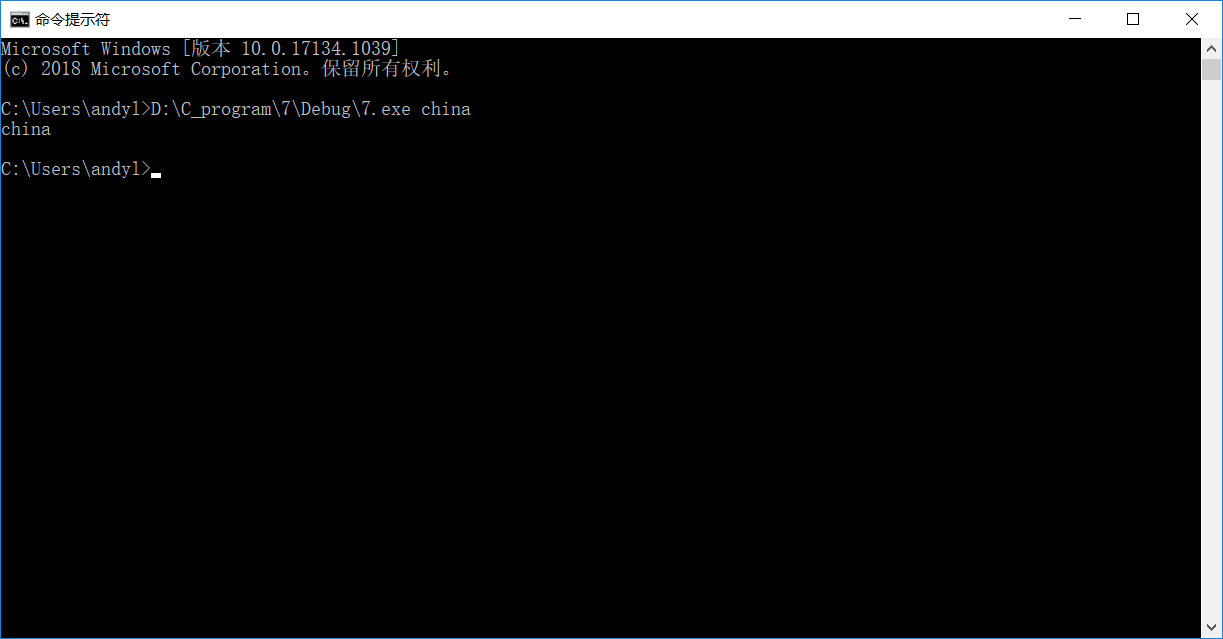 命令提示符
Microsoft Windows [版本 10.0.17134.1039]
(c) 2018 Microsoft Corporation。保留所有权利。
C:\Users\andyl>D:\C_program\7\Debug\7.exe china
china
C:\Users\andyl>